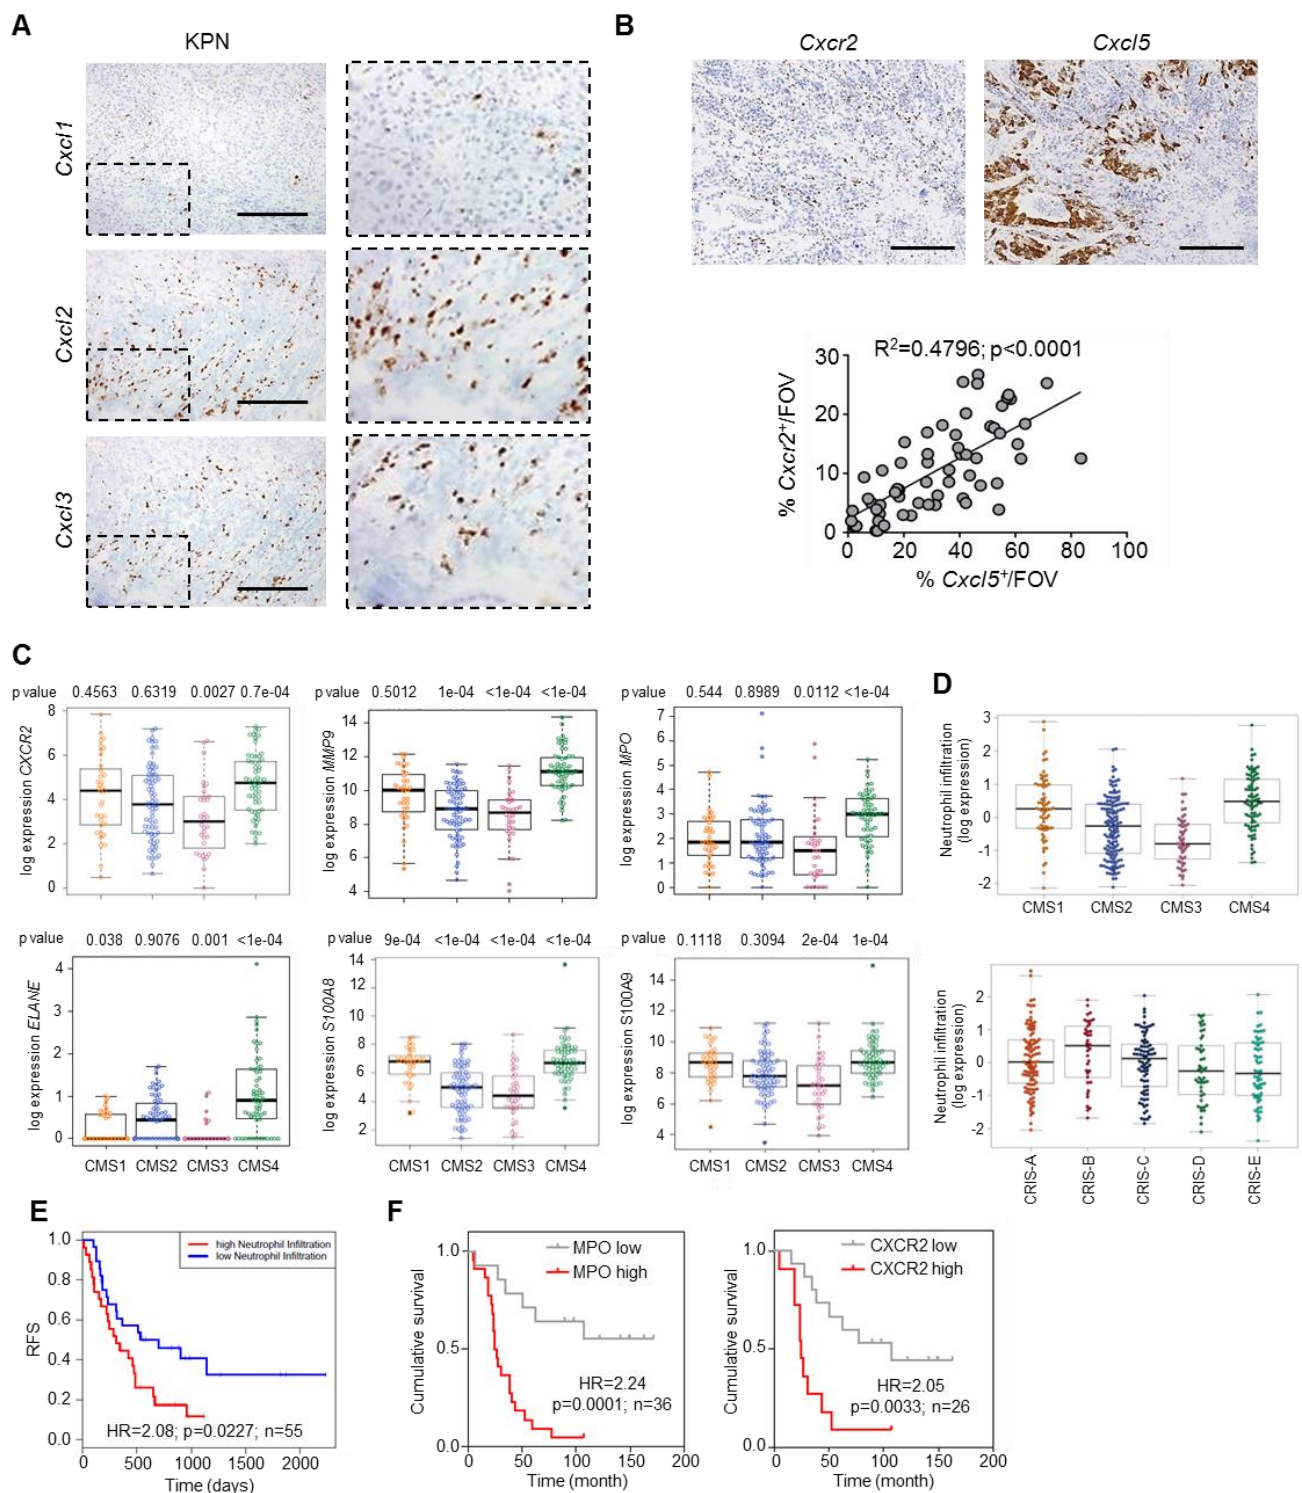 A
KPN
Cxcl1
Cxcl2
Cxcl3
B
Cxcr2
Cxcl5
R²=0.4796; p<0.0001
% Cxcr2⁺/FOV
30
20
10
0
0 20 40 60 80 100
% Cxcl5⁺/FOV
C
p value 0.4563 0.6319 0.0027 0.7e-04
log expression CXCR2
8
6
4
2
0
p value 0.5012 1e-04 <1e-04 <1e-04
log expression MMP9
14
12
10
8
6
4
p value 0.544 0.8989 0.0112 <1e-04
log expression MPO
7
6
5
4
3
2
1
0
p value 0.038 0.9076 0.001 <1e-04
log expression ELANE
4
3
2
1
0
CMS1 CMS2 CMS3 CMS4
p value 9e-04 <1e-04 <1e-04 <1e-04
log expression S100A8
14
12
10
8
6
4
2
CMS1 CMS2 CMS3 CMS4
p value 0.1118 0.3094 2e-04 1e-04
log expression S100A9
14
12
10
8
6
4
CMS1 CMS2 CMS3 CMS4
D
Neutrophil infiltration
(log expression)
3
2
1
0
-1
-2
CMS1 CMS2 CMS3 CMS4
Neutrophil infiltration
(log expression)
2
1
0
-1
-2
CRIS-A CRIS-B CRIS-C CRIS-D CRIS-E
E
high Neutrophil Infiltration
low Neutrophil Infiltration
RFS
1.0
0.8
0.6
0.4
0.2
0.0
HR=2.08; p=0.0227; n=55
0 500 1000 2000
Time (days)
F
MPO low
MPO high
Cumulative survival
1.0
0.5
0.0
HR=2.24
p=0.0001; n=36
0 50 100 150 200
Time (month)
CXCR2 low
CXCR2 high
Cumulative survival
1.0
0.5
0.0
HR=2.05
p=0.0033; n=26
0 50 100 150 200
Time (month)